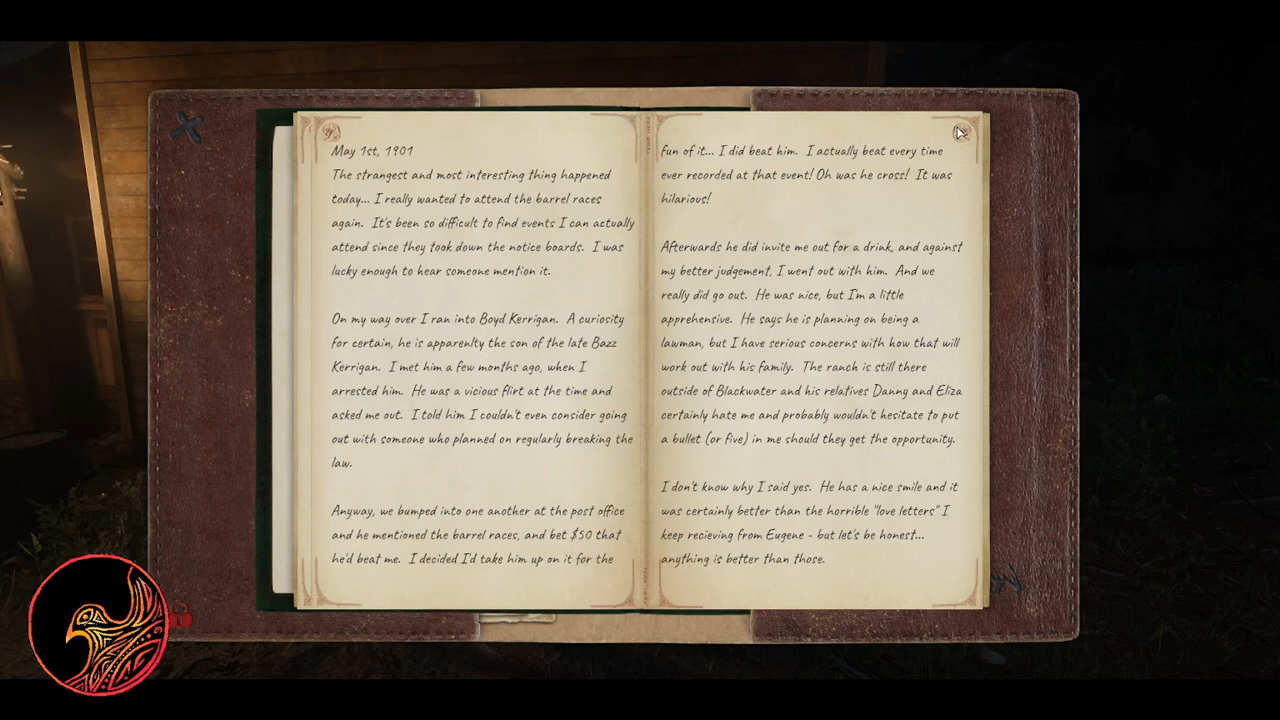 May 1st, 1901
The strangest and most interesting thing happened
today... I really wanted to attend the barrel races
again. It's been so difficult to find events I can actually
attend since they took down the notice boards. I was
lucky enough to hear someone mention it.
On my way over I ran into Boyd Kerrigan. A curiosity
for certain, he is apparenlty the son of the late Bazz
Kerrigan. I met him a few months ago, when I
arrested him. He was a vicious flirt at the time and
asked me out. I told him I couldn't even consider going
out with someone who planned on regularly breaking the
law.
Anyway, we bumped into one another at the post office
and he mentioned the barrel races, and bet $50 that
he'd beat me. I decided I'd take him up on it for the
fun of it... I did beat him. I actually beat every time
ever recorded at that event! Oh was he cross! It was
hilarious!
Afterwards he did invite me out for a drink, and against
my better judgement, I went out with him. And we
really did go out. He was nice, but I'm a little
apprehensive. He says he is planning on being a
lawman, but I have serious concerns with how that will
work out with his family. The ranch is still there
outside of Blackwater and his relatives Danny and Eliza
certainly hate me and probably wouldn't hesitate to put
a bullet (or five) in me should they get the opportunity.
I don't know why I said yes. He has a nice smile and it
was certainly better than the horrible "love letters" I
keep recieving from Eugene - but let's be honest...
anything is better than those.